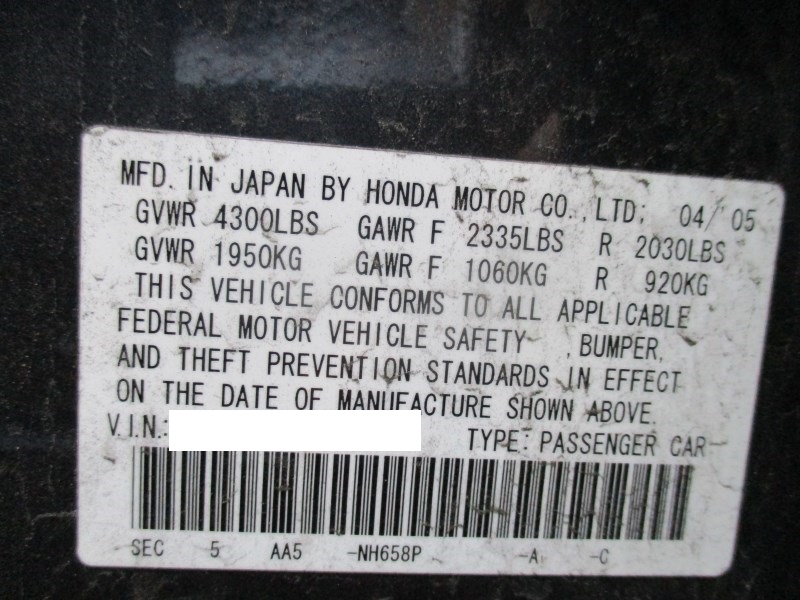 MFD. IN JAPAN BY HONDA MOTOR CO., LTD; 04/05
GVWR 4300LBS GAWR F 2335LBS R 2030LBS
GVWR 1950KG GAWR F 1060KG R 920KG
THIS VEHICLE CONFORMS TO ALL APPLICABLE
FEDERAL MOTOR VEHICLE SAFETY , BUMPER,
AND THEFT PREVENTION STANDARDS IN EFFECT
ON THE DATE OF MANUFACTURE SHOWN ABOVE.
V.I.N.: TYPE: PASSENGER CAR
SEC 5 AA5 -NH658P -A -C